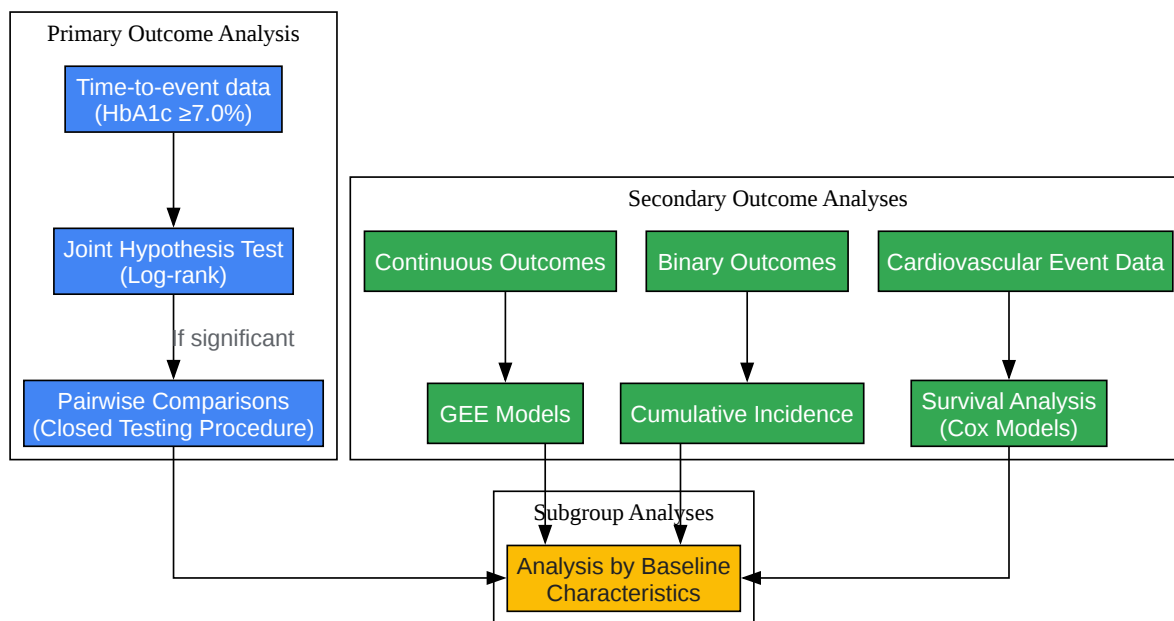 Primary Outcome Analysis
Time-to-event data
(HbA1c ≥7.0%)
Joint Hypothesis Test
(Log-rank)
If significant
Pairwise Comparisons
(Closed Testing Procedure)
Secondary Outcome Analyses
Continuous Outcomes
Binary Outcomes
Cardiovascular Event Data
GEE Models
Cumulative Incidence
Survival Analysis
(Cox Models)
Subgroup Analyses
Analysis by Baseline
Characteristics